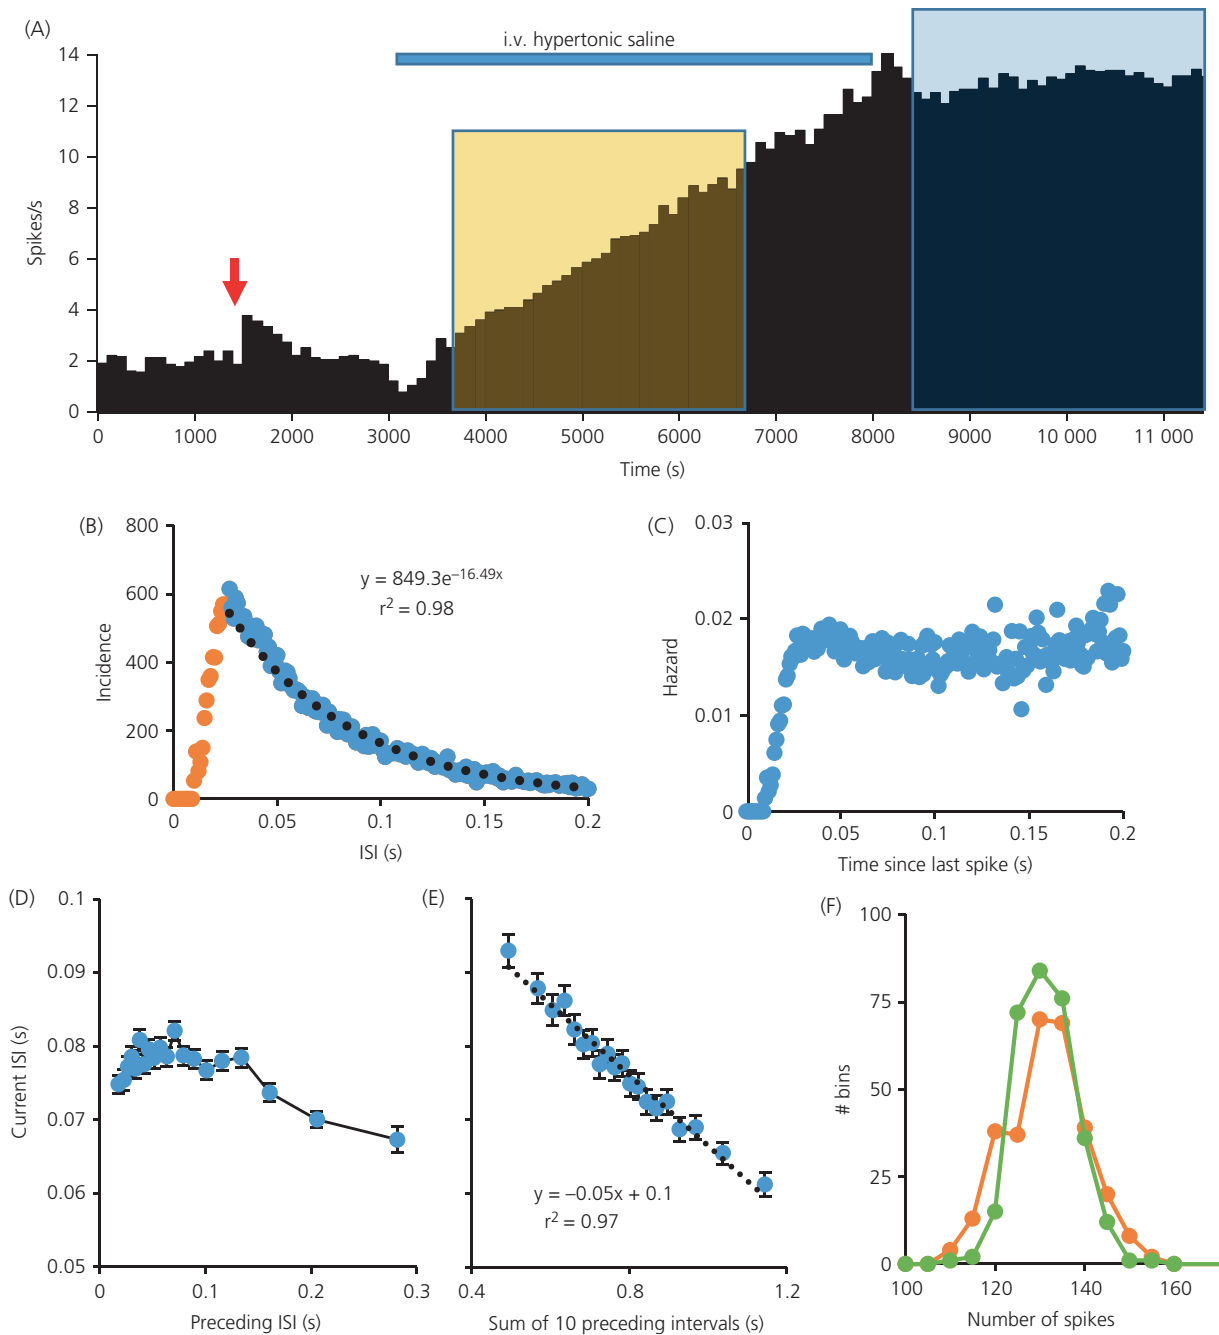 (A)
i.v. hypertonic saline
14
12
10
8
6
4
2
0
Spikes/s
0 1000 2000 3000 4000 5000 6000 7000 8000 9000 10 000 11 000
Time (s)
(B)
800
600
400
200
0
Incidence
y = 849.3e^–16.49x
r² = 0.98
0 0.05 0.1 0.15 0.2
ISI (s)
(C)
0.03
0.02
0.01
0
Hazard
0 0.05 0.1 0.15 0.2
Time since last spike (s)
(D)
0.1
0.09
0.08
0.07
0.06
0.05
Current ISI (s)
0 0.1 0.2 0.3
Preceding ISI (s)
(E)
y = –0.05x + 0.1
r² = 0.97
0.4 0.8 1.2
Sum of 10 preceding intervals (s)
(F)
100
75
50
25
0
# bins
100 120 140 160
Number of spikes